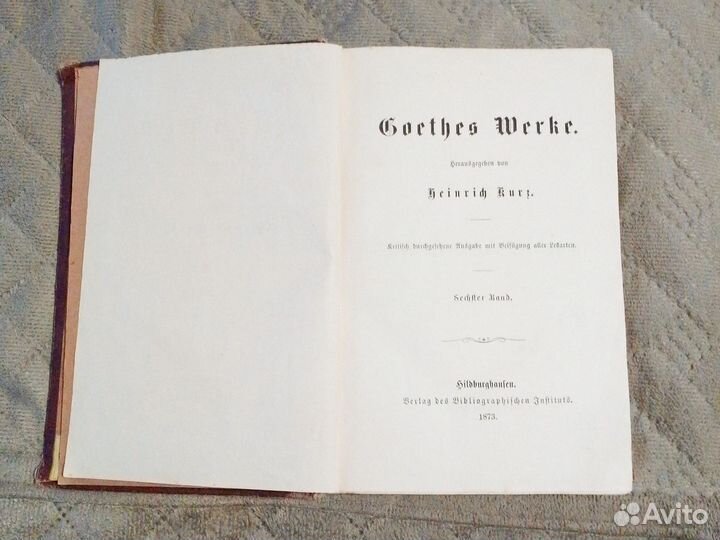 Goethes Werke.
Herausgegeben von
Heinrich Kurz.
Kritisch durchgesehene Ausgabe mit Beifügung aller Lesarten.
Sechster Band.
Hildburghausen.
Verlag des Bibliographischen Instituts.
1873.
Avito